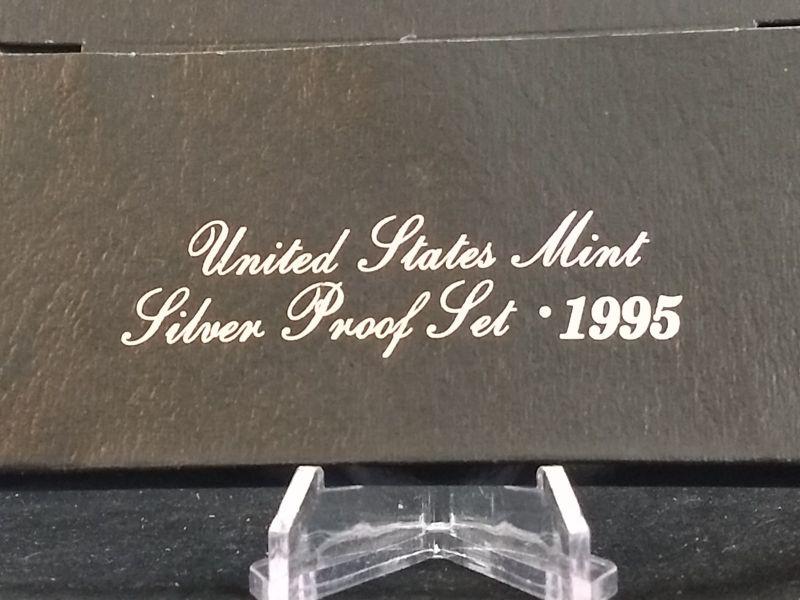 United States Mint
Silver Proof Set · 1995